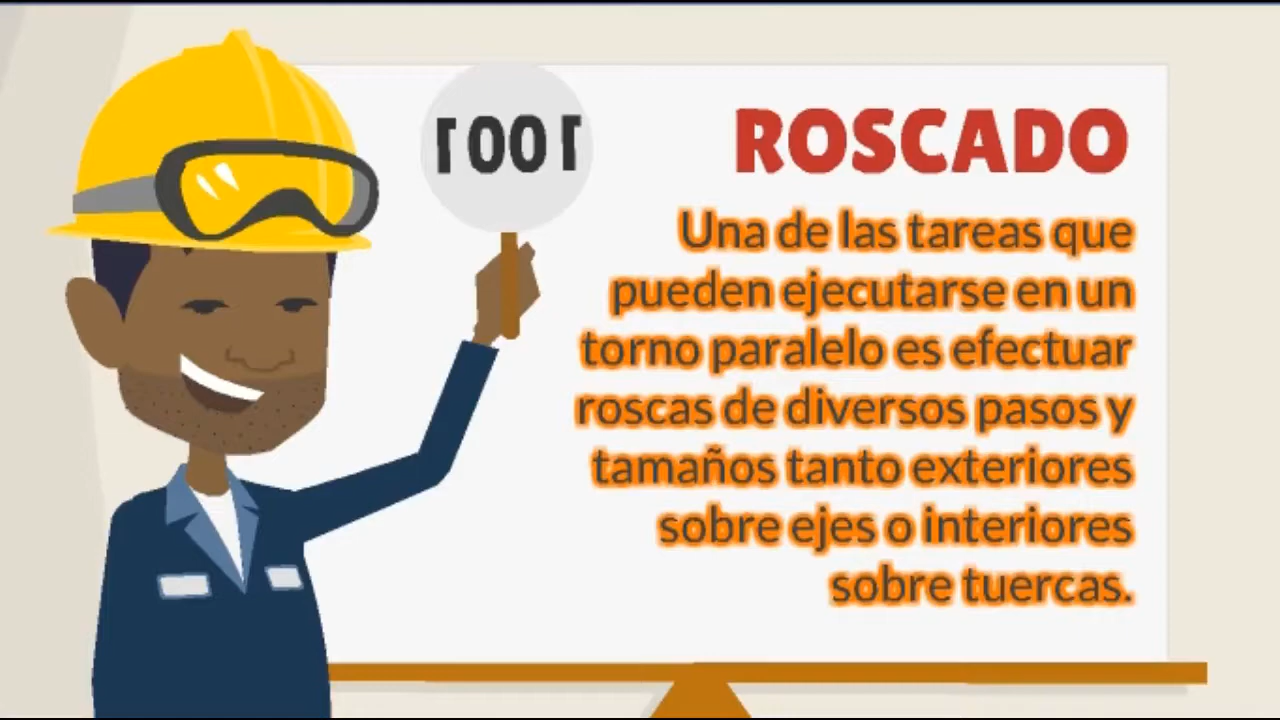 1001
ROSCADO
Una de las tareas que
pueden ejecutarse en un
torno paralelo es efectuar
roscas de diversos pasos y
tamaños tanto exteriores
sobre ejes o interiores
sobre tuercas.